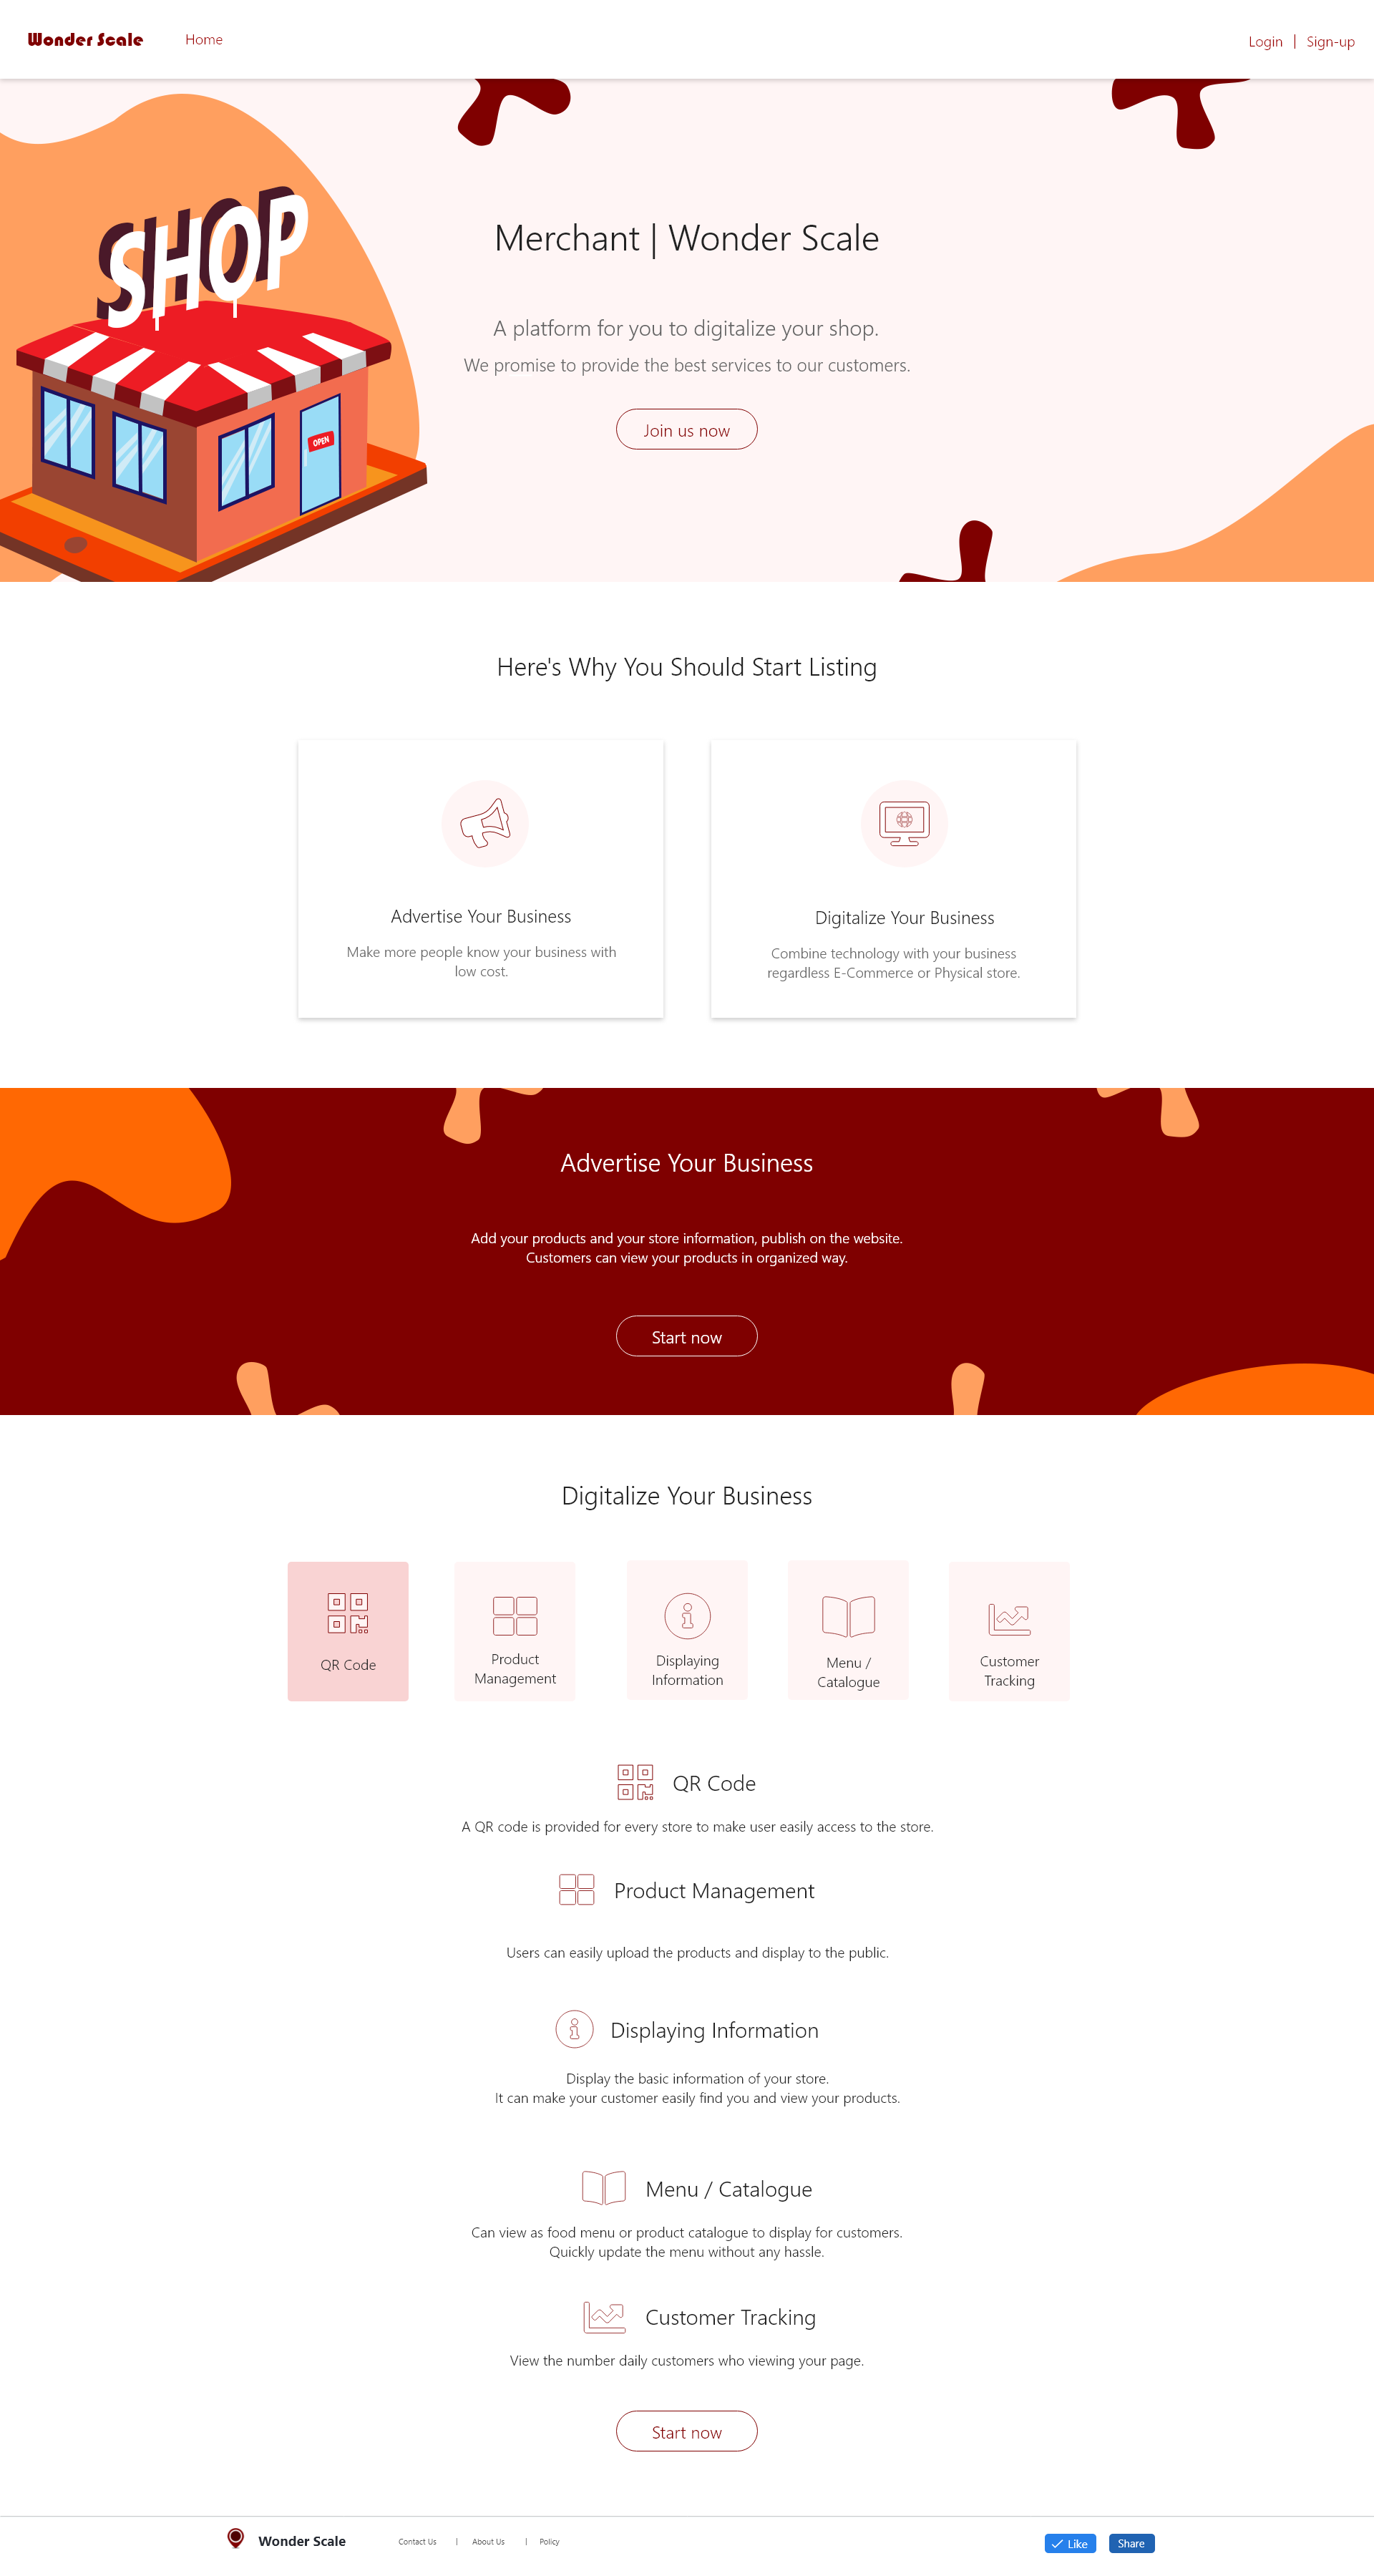 Wonder Scale
Home
Login | Sign-up
SHOP
OPEN
Merchant | Wonder Scale
A platform for you to digitalize your shop.
We promise to provide the best services to our customers.
Join us now
Here's Why You Should Start Listing
Advertise Your Business
Make more people know your business with
low cost.
Digitalize Your Business
Combine technology with your business
regardless E-Commerce or Physical store.
Advertise Your Business
Add your products and your store information, publish on the website.
Customers can view your products in organized way.
Start now
Digitalize Your Business
QR Code
Product
Management
Displaying
Information
Menu /
Catalogue
Customer
Tracking
QR Code
A QR code is provided for every store to make user easily access to the store.
Product Management
Users can easily upload the products and display to the public.
Displaying Information
Display the basic information of your store.
It can make your customer easily find you and view your products.
Menu / Catalogue
Can view as food menu or product catalogue to display for customers.
Quickly update the menu without any hassle.
Customer Tracking
View the number daily customers who viewing your page.
Start now
Wonder Scale
Contact Us | About Us | Policy
Like
Share